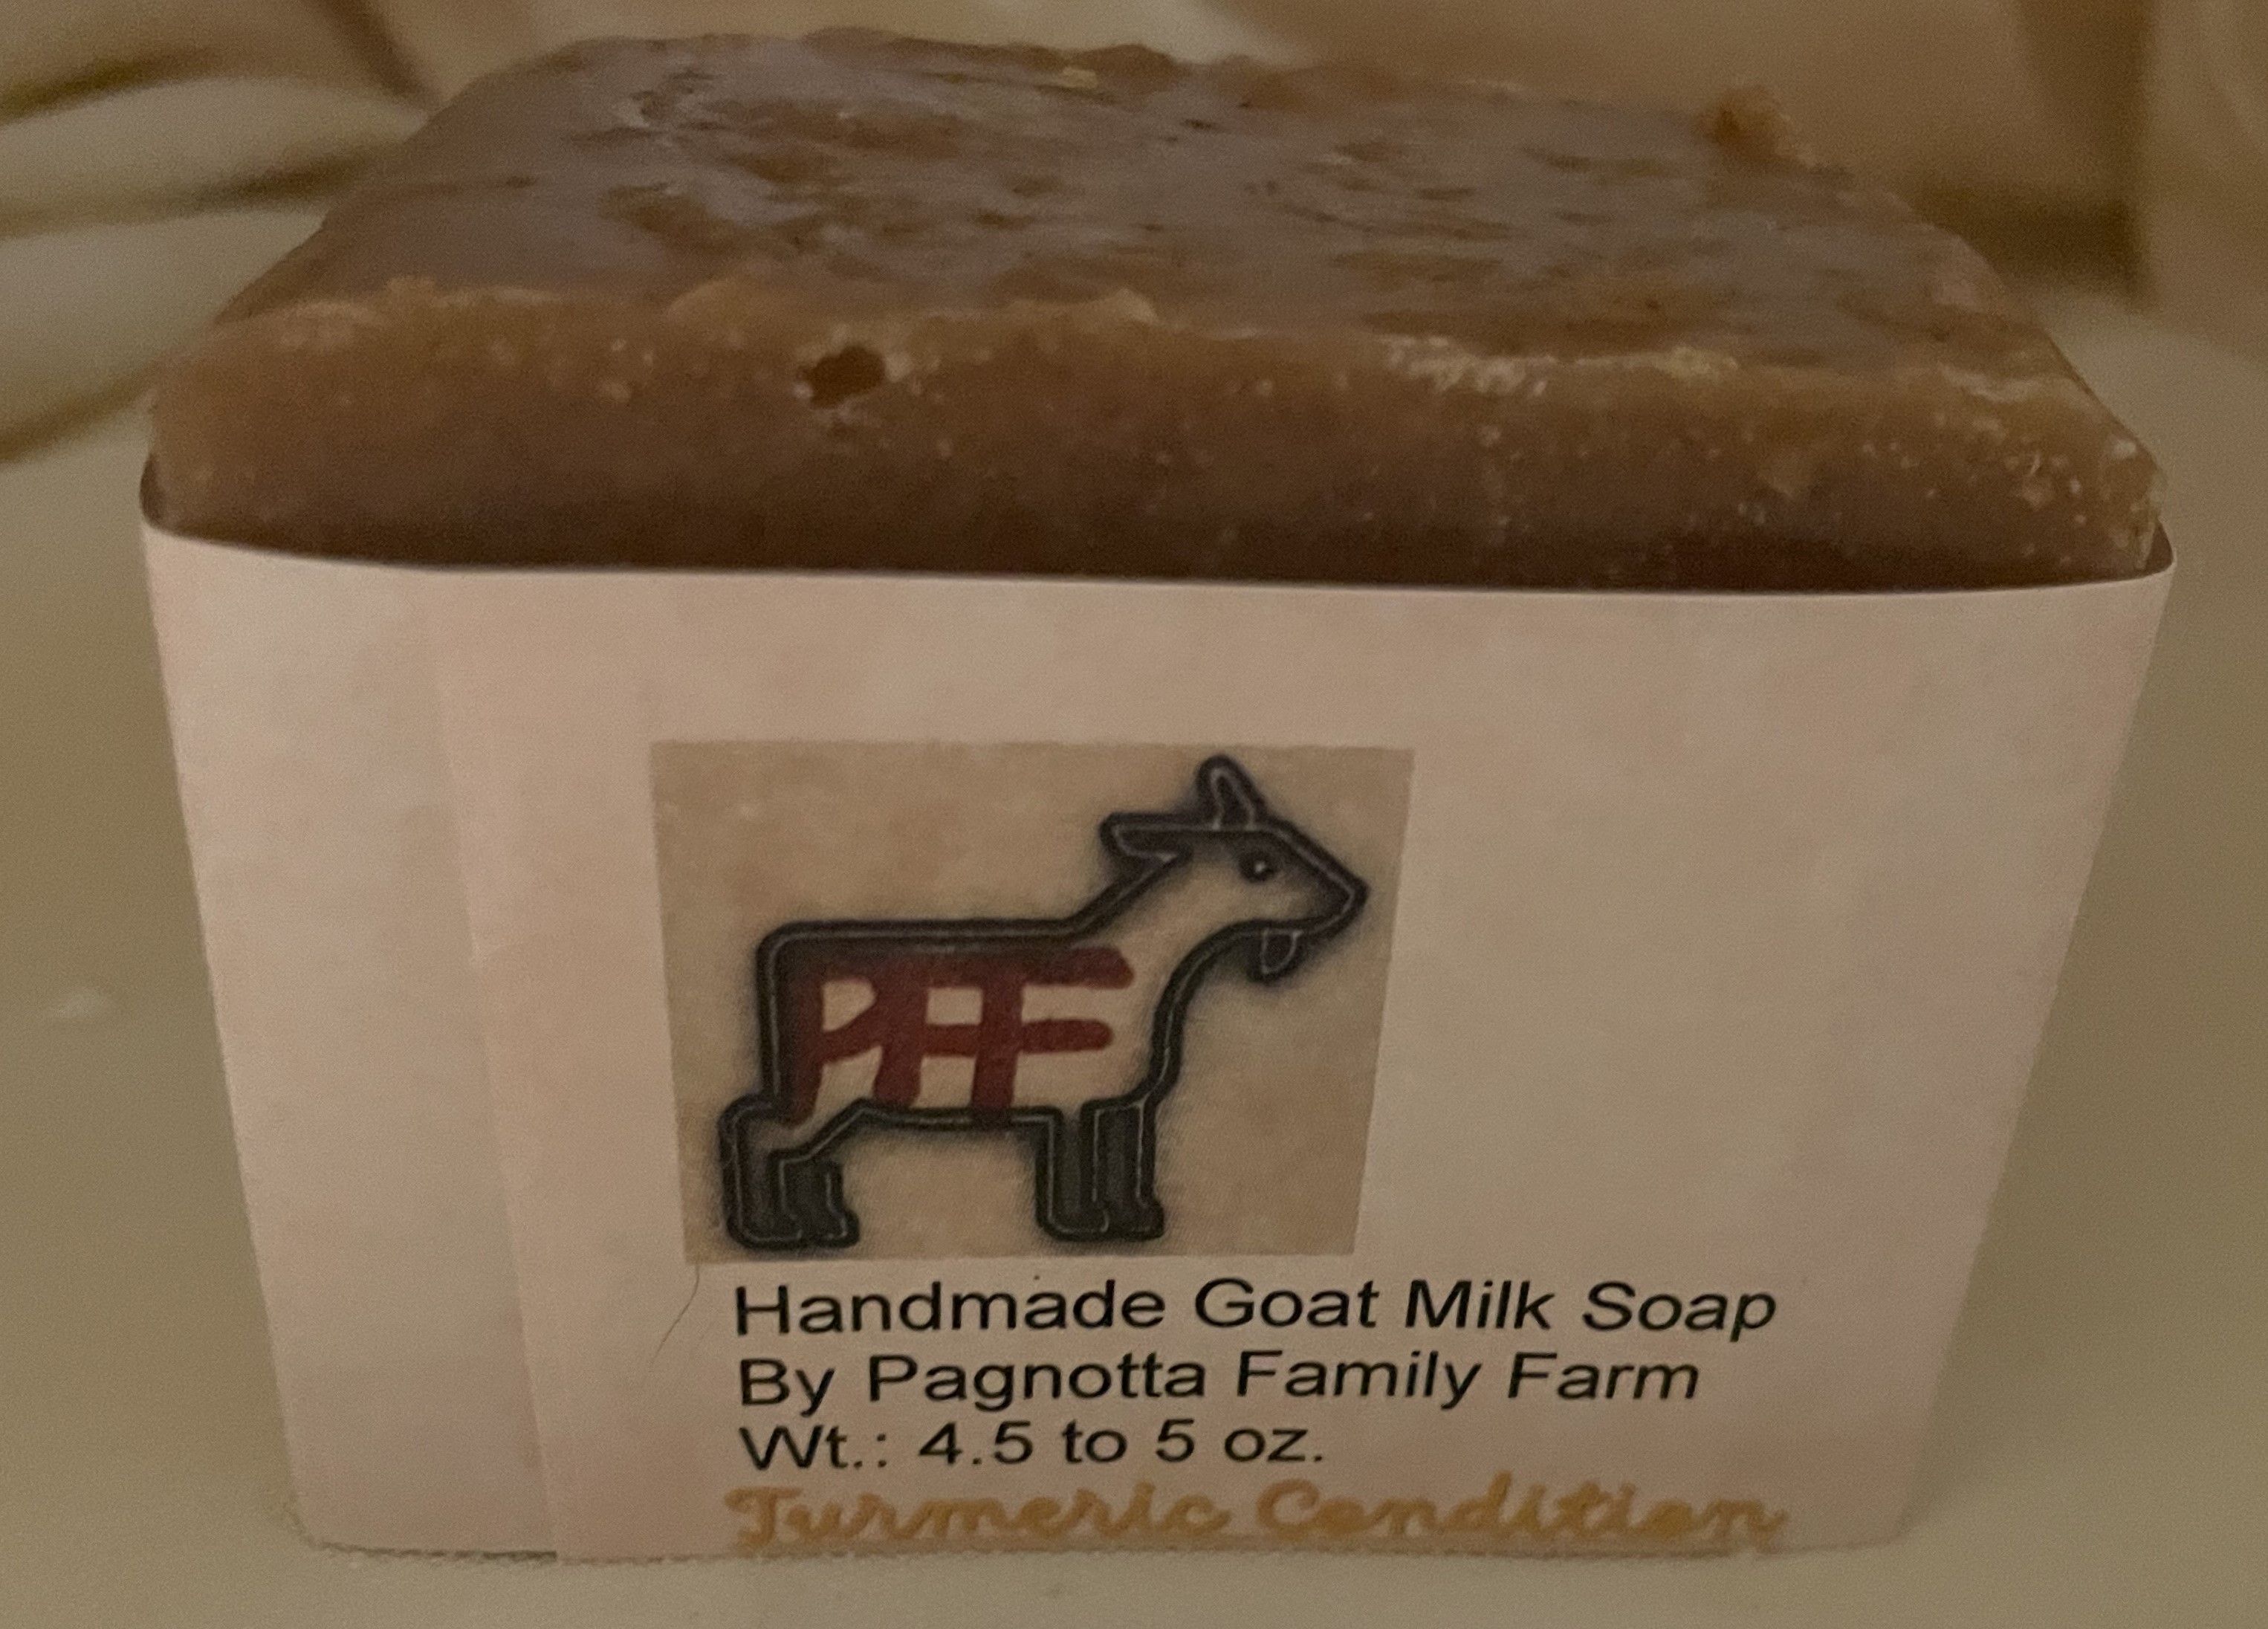 PFF
Handmade Goat Milk Soap
By Pagnotta Family Farm
Wt.: 4.5 to 5 oz.
Turmeric Condition